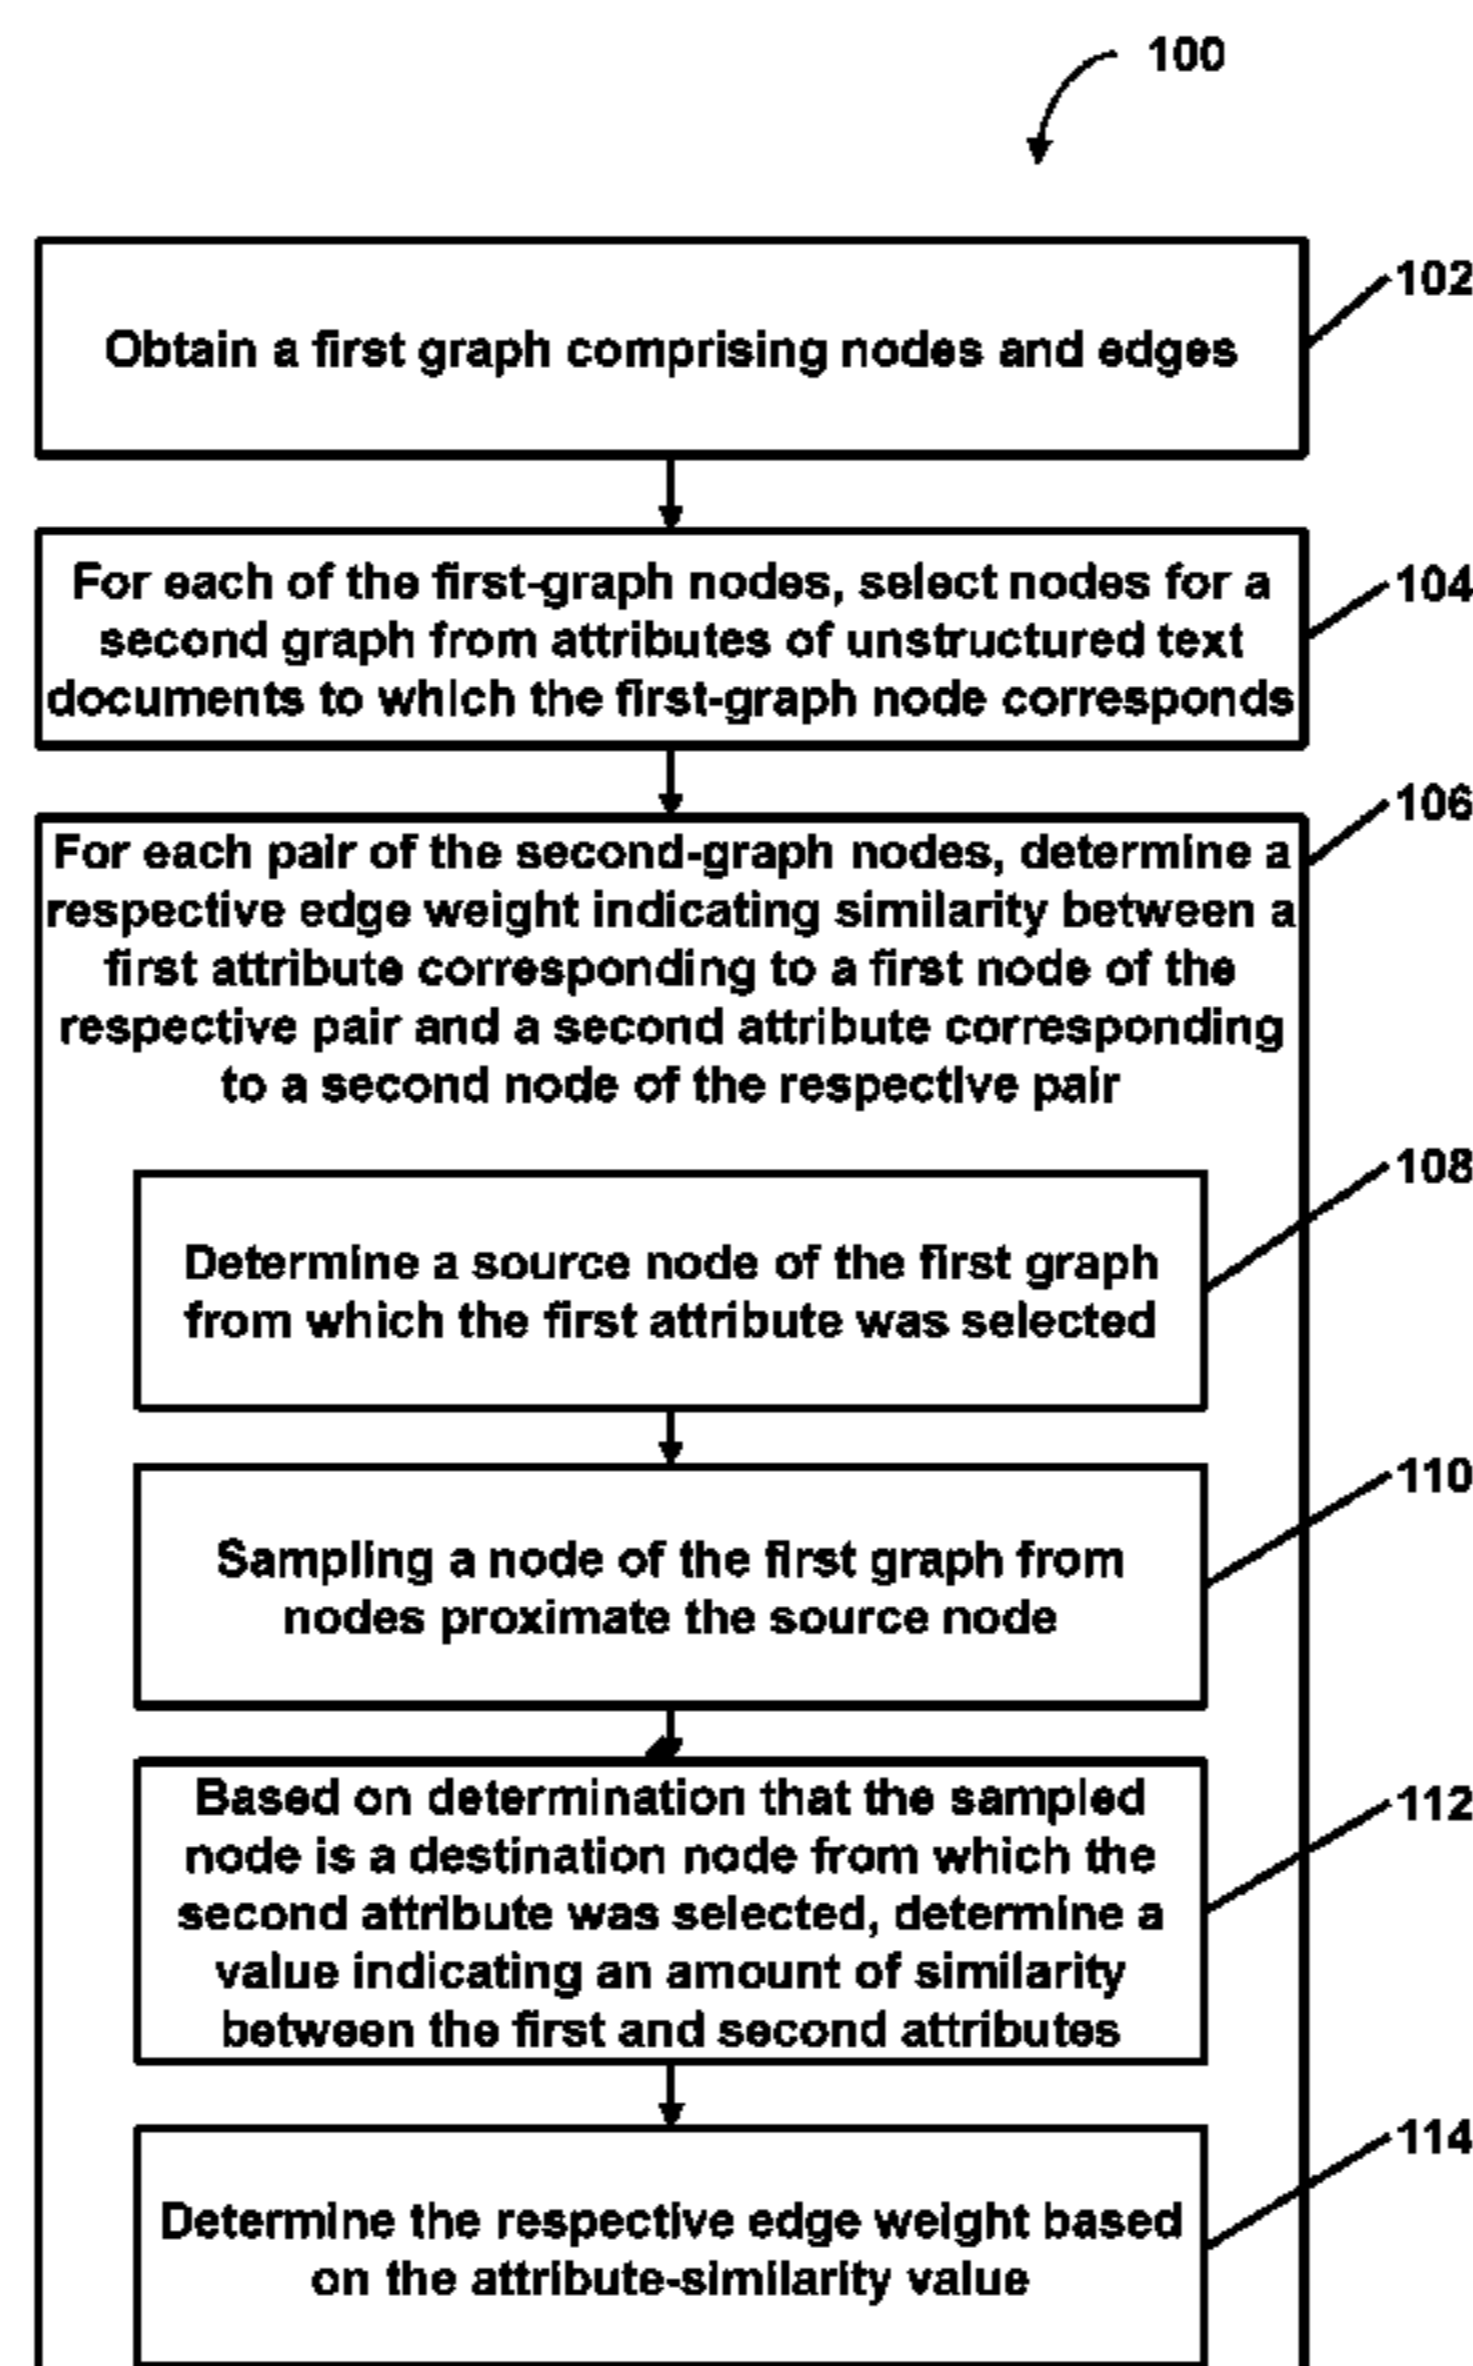 100
102
Obtain a first graph comprising nodes and edges
104
For each of the first-graph nodes, select nodes for a
second graph from attributes of unstructured text
documents to which the first-graph node corresponds
106
For each pair of the second-graph nodes, determine a
respective edge weight indicating similarity between a
first attribute corresponding to a first node of the
respective pair and a second attribute corresponding
to a second node of the respective pair
108
Determine a source node of the first graph
from which the first attribute was selected
110
Sampling a node of the first graph from
nodes proximate the source node
112
Based on determination that the sampled
node is a destination node from which the
second attribute was selected, determine a
value indicating an amount of similarity
between the first and second attributes
114
Determine the respective edge weight based
on the attribute-similarity value